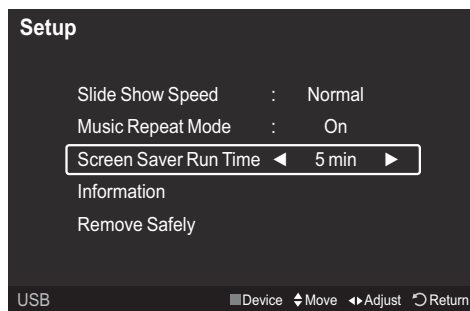 Setup
Slide Show Speed : Normal
Music Repeat Mode : On
Screen Saver Run Time ◀ 5 min ▶
Information
Remove Safely
USB Device Move Adjust Return